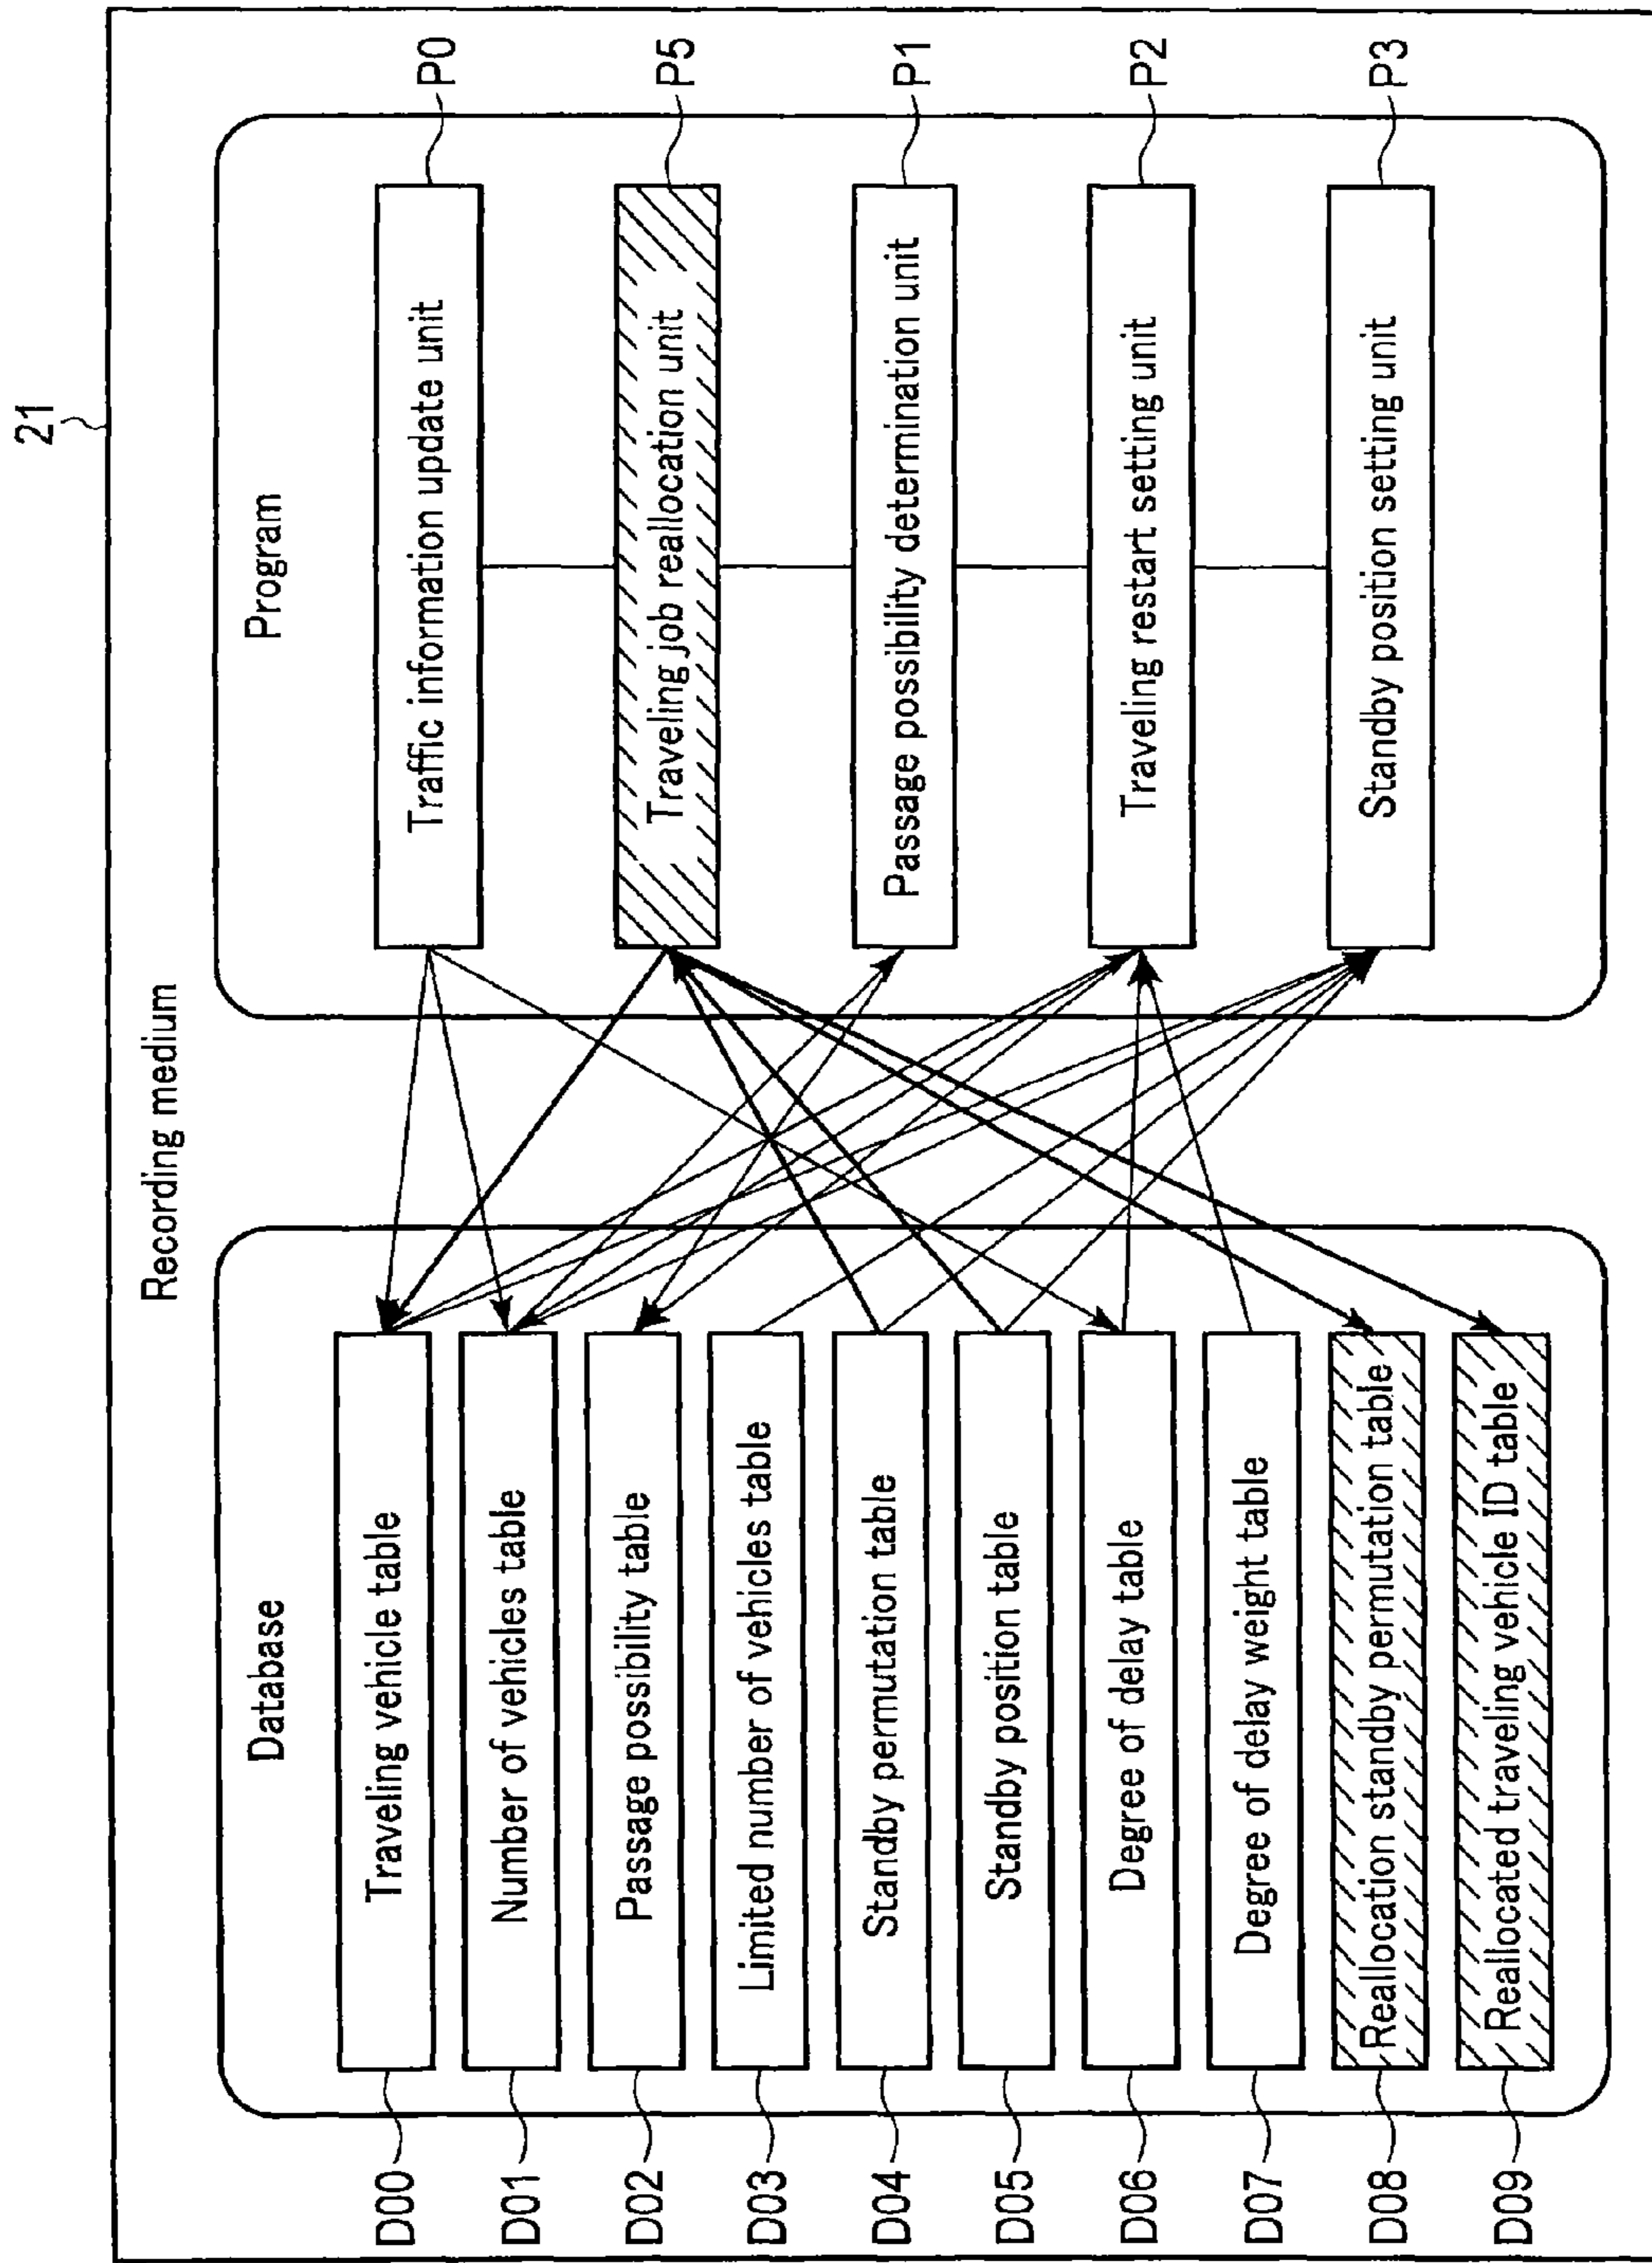 21
Recording medium
Database
D00
Traveling vehicle table
D01
Number of vehicles table
D02
Passage possibility table
D03
Limited number of vehicles table
D04
Standby permutation table
D05
Standby position table
D06
Degree of delay table
D07
Degree of delay weight table
D08
Reallocation standby permutation table
D09
Reallocated traveling vehicle ID table
Program
Traffic information update unit
P0
Traveling job reallocation unit
P5
Passage possibility determination unit
P1
Traveling restart setting unit
P2
Standby position setting unit
P3